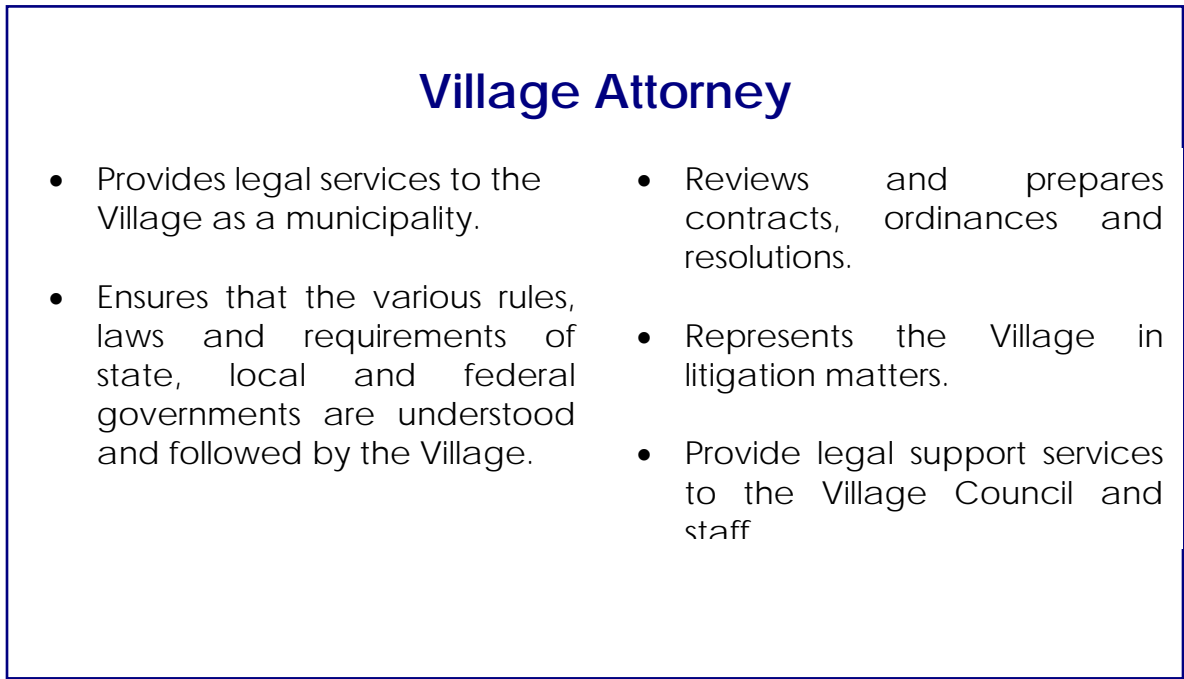 Village Attorney
• Provides legal services to the
Village as a municipality.
• Ensures that the various rules,
laws and requirements of
state, local and federal
governments are understood
and followed by the Village.
• Reviews and prepares
contracts, ordinances and
resolutions.
• Represents the Village in
litigation matters.
• Provide legal support services
to the Village Council and
staff